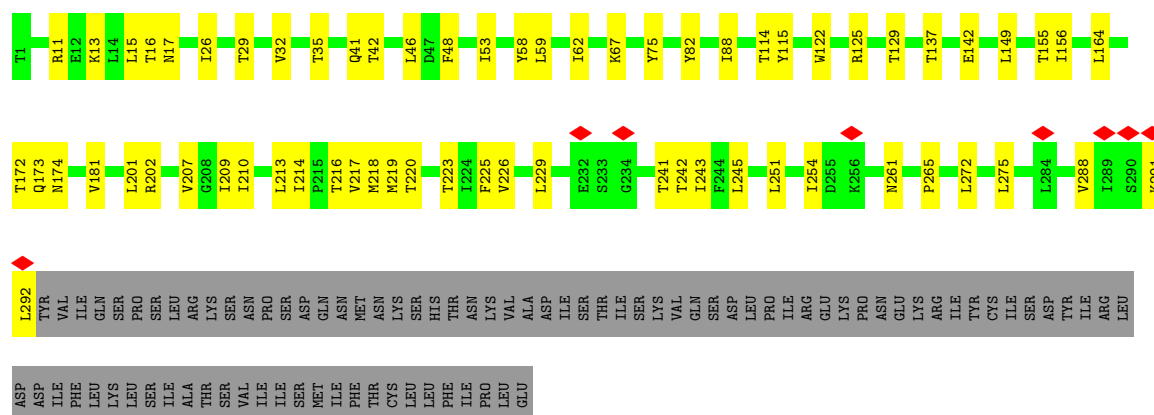 T1 R11 E12 K13 L14 L15 T16 N17 I26 T29 V32 T35 Q41 T42 L46 D47 F48 I53 Y58 L59 I62 K67 Y75 Y82 I88 T114 Y115 W122 R125 T129 T137 E142 L149 T155 I156 L164
T172 Q173 N174 V181 L201 R202 V207 G208 I209 I210 L213 I214 P215 T216 V217 M218 M219 T220 T223 I224 F225 V226 L229 E232 S233 G234 T241 T242 I243 F244 L245 L251 I254 D255 K256 N261 P265 L272 L275 L284 V288 I289 S290 K291
L292 TYR VAL ILE GLN SER PRO SER LEU ARG LYS SER ASN PRO SER ASP GLN ASN MET ASN LYS SER HIS THR ASN LYS VAL ALA ASP ILE SER THR ILE SER LYS VAL GLN SER ASP LEU PRO ILE ARG GLU LYS PRO ASN GLU LYS ARG ILE TYR CYS ILE SER ASP TYR ILE ARG LEU
ASP ASP ILE PHE LEU LYS LEU SER ILE ALA THR SER VAL ILE ILE SER MET ILE PHE THR CYS LEU LEU PHE ILE PRO LEU GLU